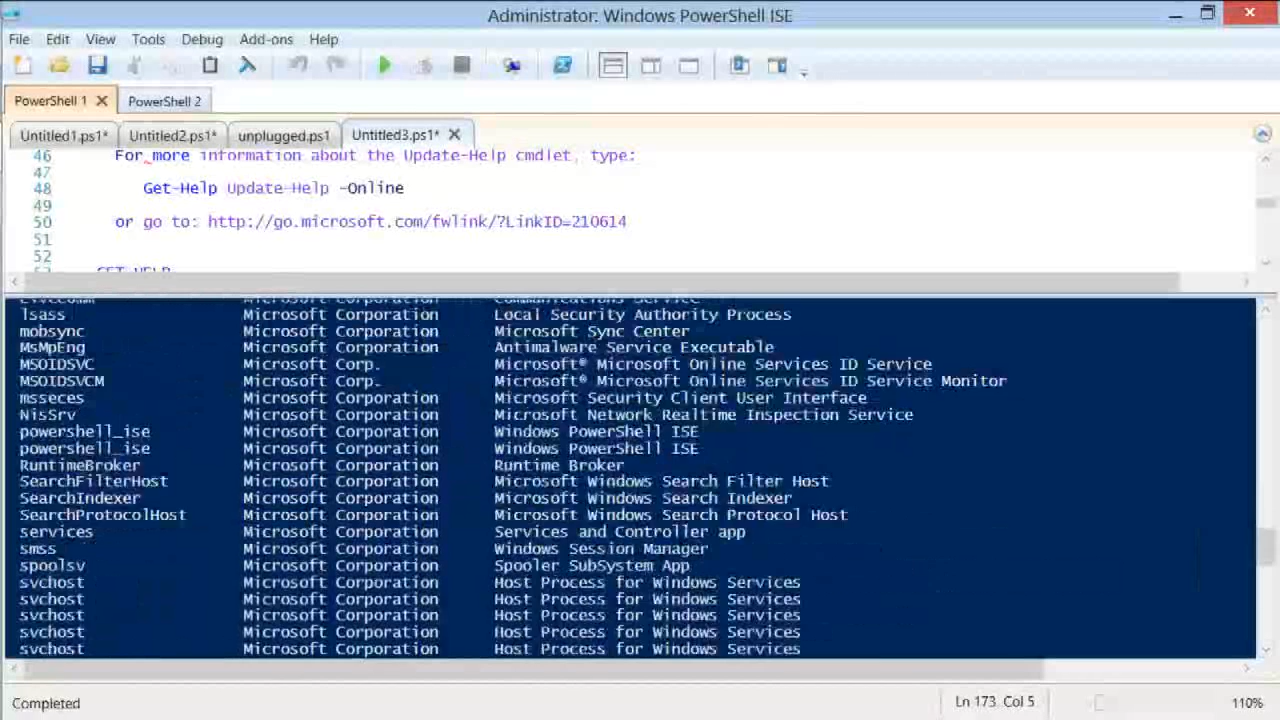 Administrator: Windows PowerShell ISE
File Edit View Tools Debug Add-ons Help
PowerShell 1 PowerShell 2
Untitled1.ps1* Untitled2.ps1* unplugged.ps1 Untitled3.ps1*
46 For more information about the Update-Help cmdlet, type:
47
48 Get-Help Update-Help -Online
49
50 or go to: http://go.microsoft.com/fwlink/?LinkID=210614
51
52
GET-HELP
Microsoft Corporation Communications Service
lsass Microsoft Corporation Local Security Authority Process
mobsync Microsoft Corporation Microsoft Sync Center
MsMpEng Microsoft Corporation Antimalware Service Executable
MSOIDSVC Microsoft Corp. Microsoft® Microsoft Online Services ID Service
MSOIDSVCM Microsoft Corp. Microsoft® Microsoft Online Services ID Service Monitor
msseces Microsoft Corporation Microsoft Security Client User Interface
NisSrv Microsoft Corporation Microsoft Network Realtime Inspection Service
powershell_ise Microsoft Corporation Windows PowerShell ISE
powershell_ise Microsoft Corporation Windows PowerShell ISE
RuntimeBroker Microsoft Corporation Runtime Broker
SearchFilterHost Microsoft Corporation Microsoft Windows Search Filter Host
SearchIndexer Microsoft Corporation Microsoft Windows Search Indexer
SearchProtocolHost Microsoft Corporation Microsoft Windows Search Protocol Host
services Microsoft Corporation Services and Controller app
smss Microsoft Corporation Windows Session Manager
spoolsv Microsoft Corporation Spooler SubSystem App
svchost Microsoft Corporation Host Process for Windows Services
svchost Microsoft Corporation Host Process for Windows Services
svchost Microsoft Corporation Host Process for Windows Services
svchost Microsoft Corporation Host Process for Windows Services
svchost Microsoft Corporation Host Process for Windows Services
Completed Ln 173 Col 5 110%